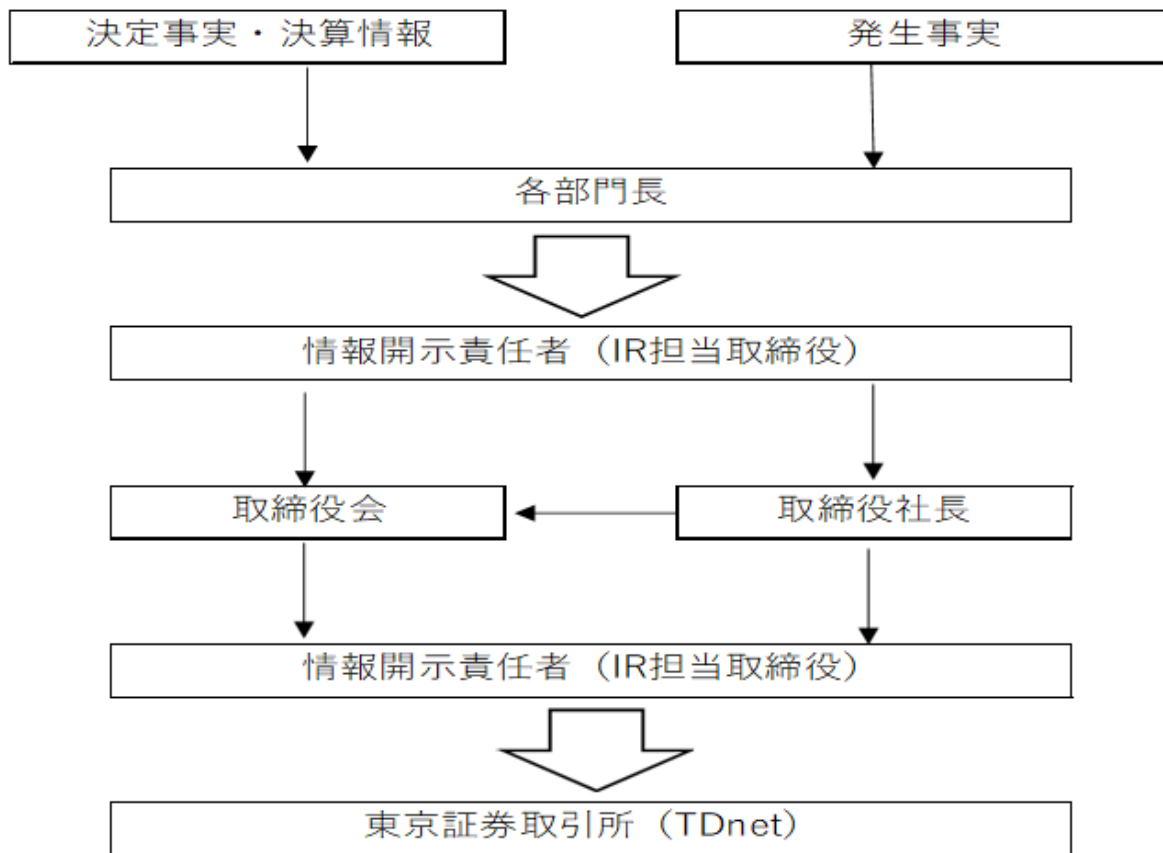 決定事実・決算情報
発生事実
各部門長
情報開示責任者（IR担当取締役）
取締役会
取締役社長
情報開示責任者（IR担当取締役）
東京証券取引所（TDnet）